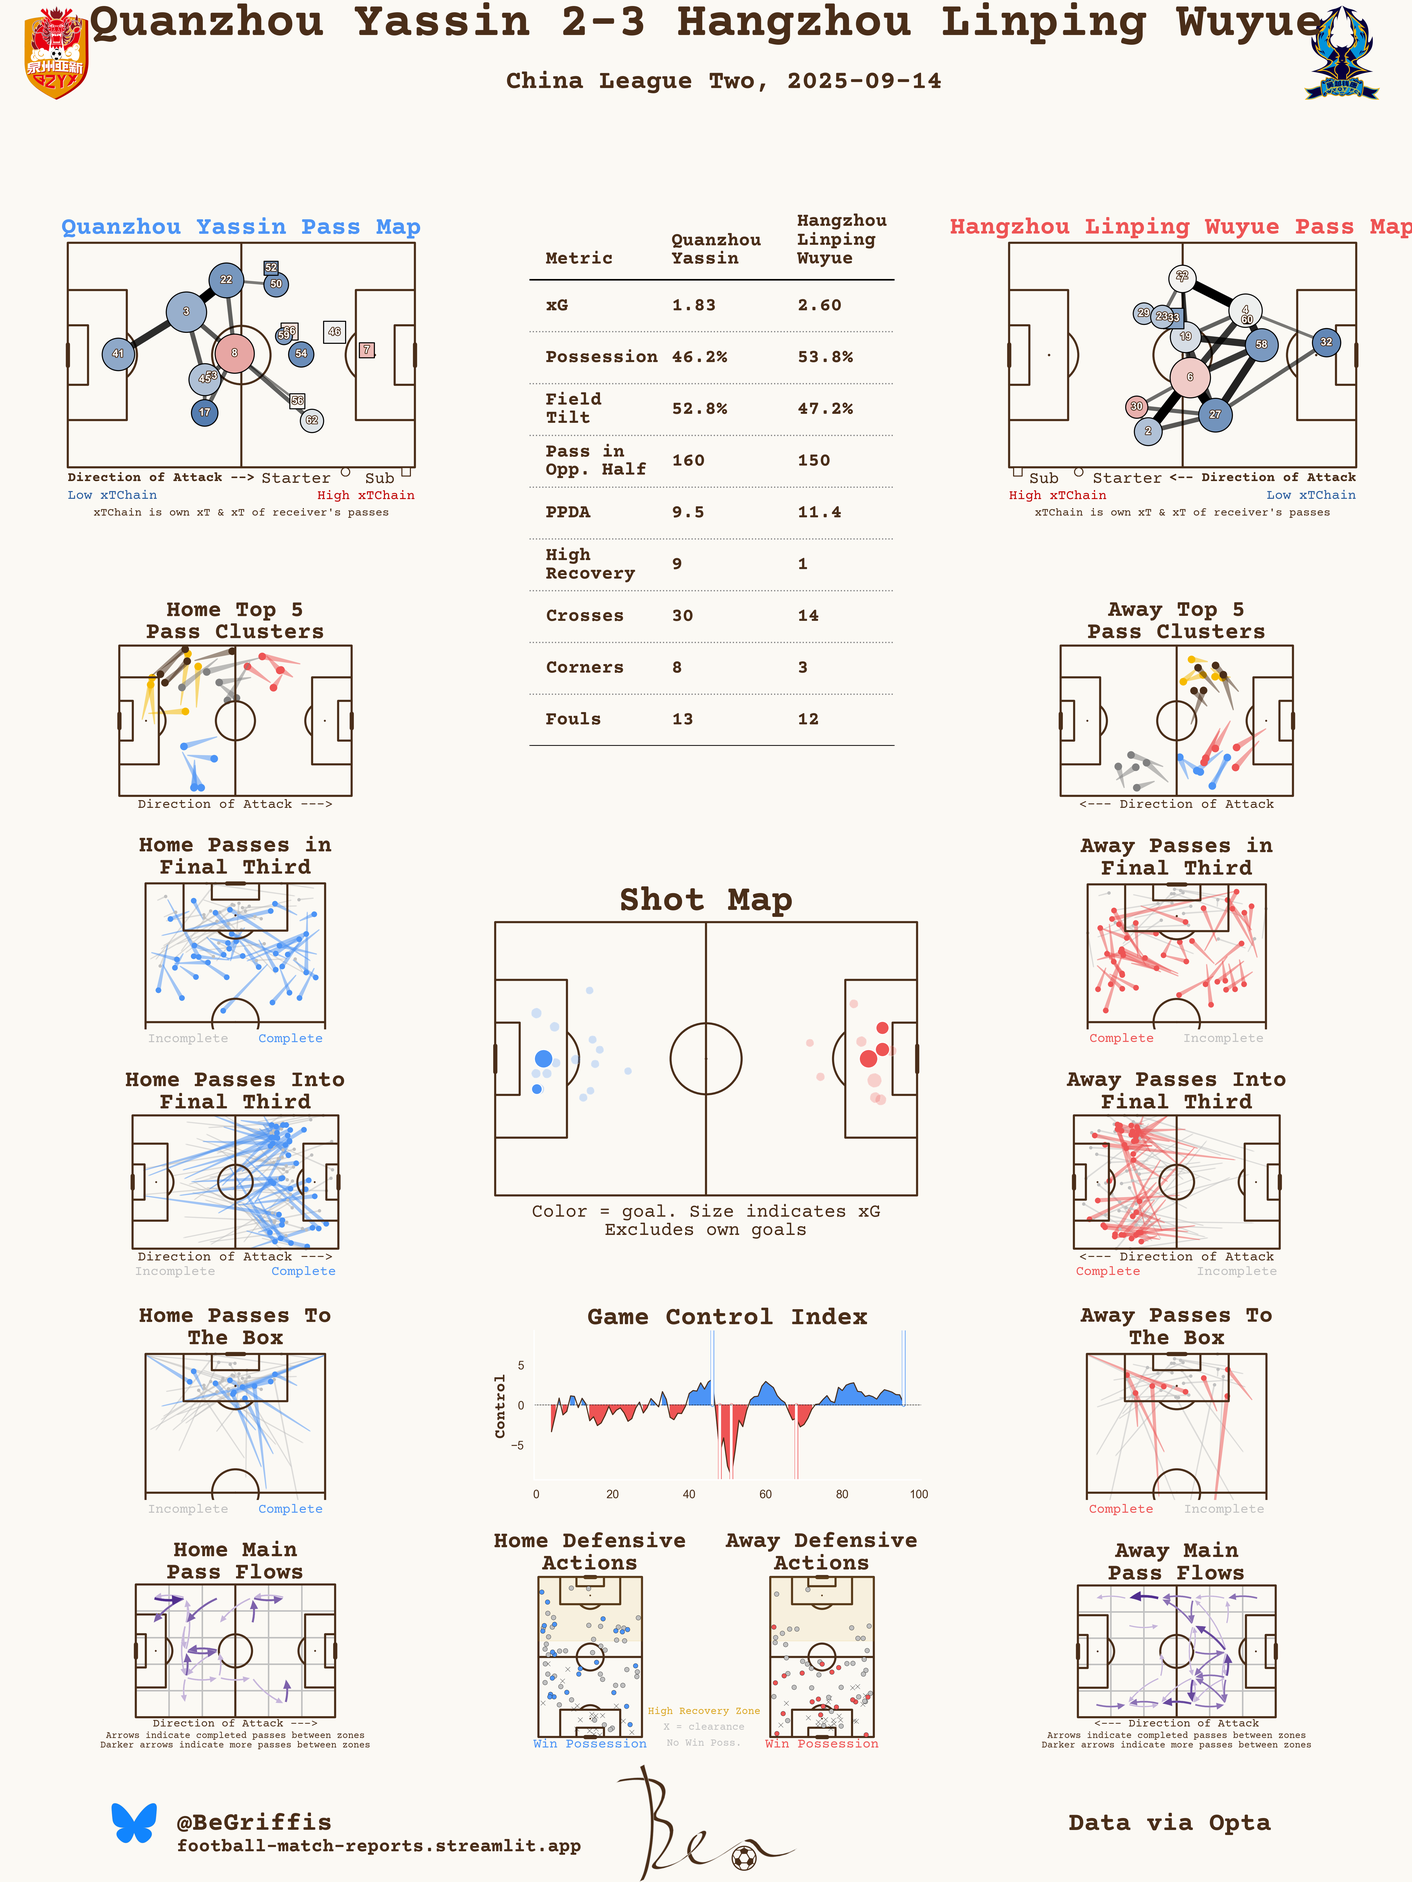 Quanzhou Yassin 2-3 Hangzhou Linping Wuyue
China League Two, 2025-09-14
泉州亚新
QZYX
Quanzhou Yassin Pass Map
41
3
22
52
50
8
59
66
54
46
7
45
53
17
56
62
Direction of Attack -->
Starter
Sub
Low xTChain
High xTChain
xTChain is own xT & xT of receiver's passes
Metric
Quanzhou
Yassin
Hangzhou
Linping
Wuyue
xG 1.83 2.60
Possession 46.2% 53.8%
Field
Tilt 52.8% 47.2%
Pass in
Opp. Half 160 150
PPDA 9.5 11.4
High
Recovery 9 1
Crosses 30 14
Corners 8 3
Fouls 13 12
Hangzhou Linping Wuyue Pass Map
22
29
23
33
4
60
19
58
32
6
30
2
27
Sub
Starter
<-- Direction of Attack
High xTChain
Low xTChain
xTChain is own xT & xT of receiver's passes
Home Top 5
Pass Clusters
Direction of Attack --->
Away Top 5
Pass Clusters
<--- Direction of Attack
Home Passes in
Final Third
Incomplete
Complete
Shot Map
Color = goal. Size indicates xG
Excludes own goals
Away Passes in
Final Third
Complete
Incomplete
Home Passes Into
Final Third
Direction of Attack --->
Incomplete
Complete
Away Passes Into
Final Third
<--- Direction of Attack
Complete
Incomplete
Home Passes To
The Box
Incomplete
Complete
Game Control Index
Control
5
0
−5
0 20 40 60 80 100
Away Passes To
The Box
Complete
Incomplete
Home Main
Pass Flows
Direction of Attack --->
Arrows indicate completed passes between zones
Darker arrows indicate more passes between zones
Home Defensive
Actions
Win Possession
Away Defensive
Actions
Win Possession
High Recovery Zone
X = clearance
No Win Poss.
Away Main
Pass Flows
<--- Direction of Attack
Arrows indicate completed passes between zones
Darker arrows indicate more passes between zones
@BeGriffis
football-match-reports.streamlit.app
Ben
Data via Opta